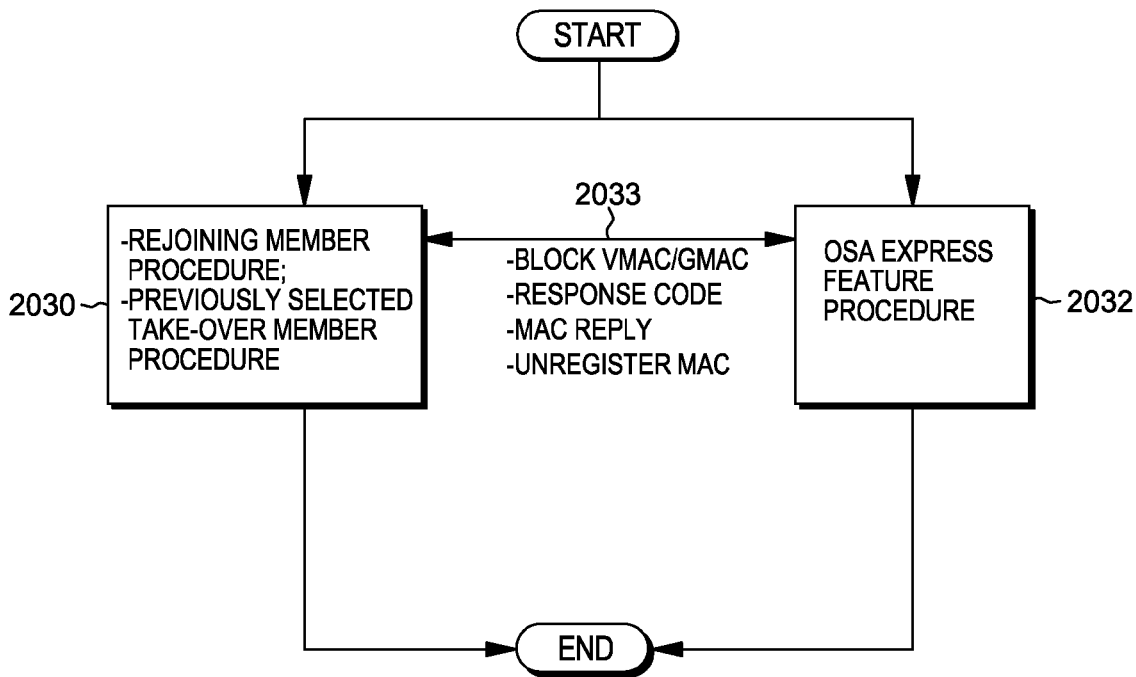 START
2033
-REJOINING MEMBER
PROCEDURE;
-PREVIOUSLY SELECTED
TAKE-OVER MEMBER
PROCEDURE
2030
-BLOCK VMAC/GMAC
-RESPONSE CODE
-MAC REPLY
-UNREGISTER MAC
OSA EXPRESS
FEATURE
PROCEDURE
2032
END